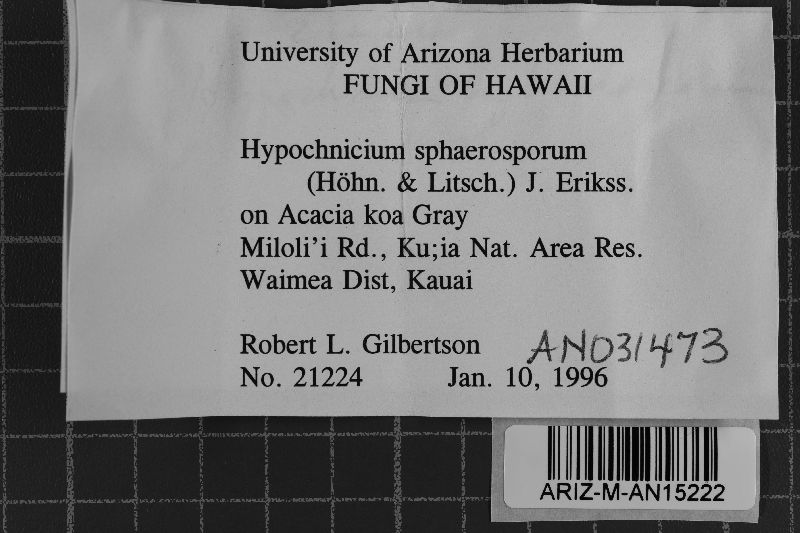 University of Arizona Herbarium
FUNGI OF HAWAII
Hypochnicium sphaerosporum
(Höhn. & Litsch.) J. Erikss.
on Acacia koa Gray
Miloli'i Rd., Ku;ia Nat. Area Res.
Waimea Dist, Kauai
Robert L. Gilbertson AN031473
No. 21224 Jan. 10, 1996
ARIZ-M-AN15222